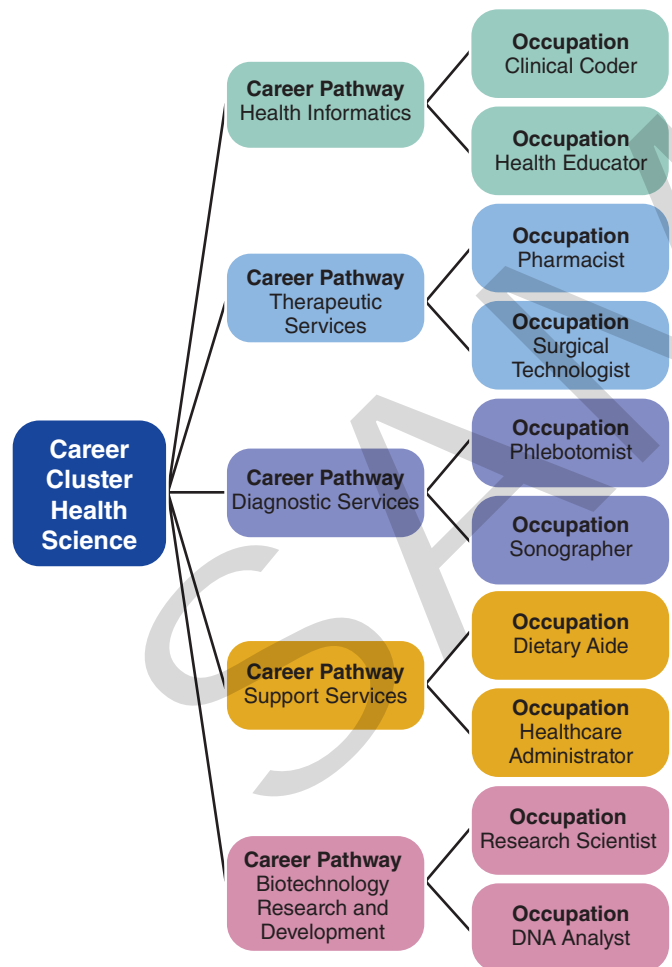 Career
Cluster
Health
Science
Career Pathway
Health Informatics
Occupation
Clinical Coder
Occupation
Health Educator
Career Pathway
Therapeutic
Services
Occupation
Pharmacist
Occupation
Surgical
Technologist
Career Pathway
Diagnostic Services
Occupation
Phlebotomist
Occupation
Sonographer
Career Pathway
Support Services
Occupation
Dietary Aide
Occupation
Healthcare
Administrator
Career Pathway
Biotechnology
Research and
Development
Occupation
Research Scientist
Occupation
DNA Analyst